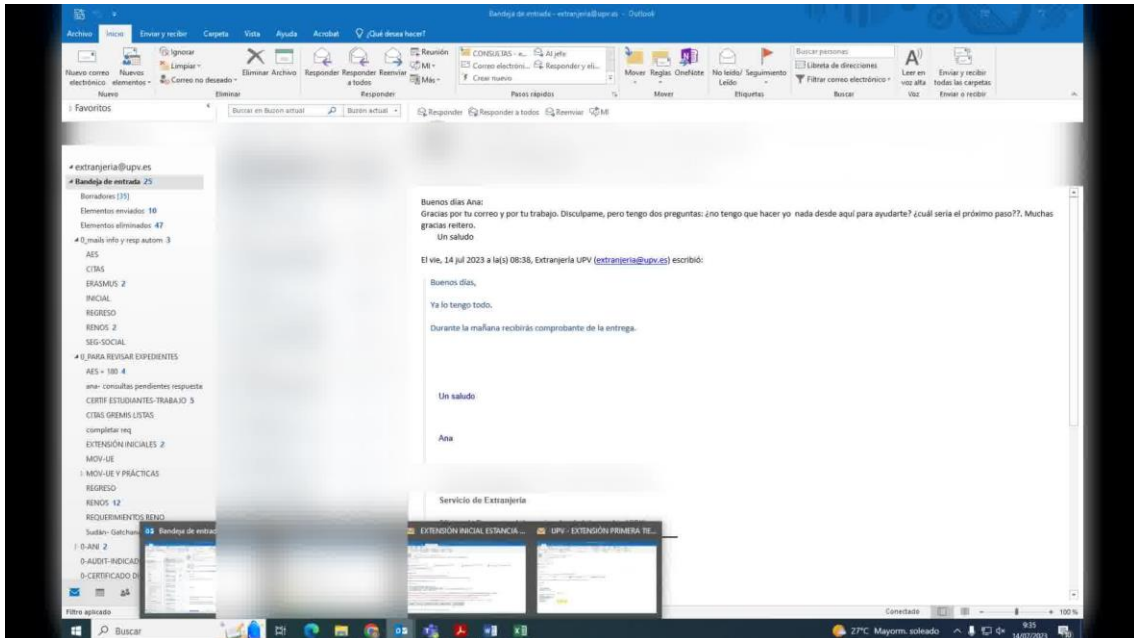 Bandeja de entrada - extranjeria@upv.es - Outlook
Archivo Inicio Enviar y recibir Carpeta Vista Ayuda Acrobat ¿Qué desea hacer?
Nuevo correo electrónico
Nuevos elementos
Ignorar
Limpiar
Correo no deseado
Eliminar Archivo
Responder Responder a todos Reenviar
Reunión
MI
Más
CONSULTAS - a...
Correo electróni...
Crear nuevo
Al jefe
Responder y eli...
Mover Reglas OneNote
No leído/ Leído
Seguimiento
Buscar personas
Libreta de direcciones
Filtrar correo electrónico
Leer en voz alta
Enviar y recibir todas las carpetas
Nuevo Eliminar Responder Pasos rápidos Mover Etiquetas Buscar Voz Enviar o recibir
Favoritos
Buscar en Buzón actual Buzón actual
Responder Responder a todos Reenviar MI
extranjeria@upv.es
Bandeja de entrada 25
Borradores [35]
Elementos enviados 10
Elementos eliminados 47
0_mails info y resp autom 3
AES
CITAS
ERASMUS 2
INICIAL
REGRESO
RENOS 2
SEG-SOCIAL
0_PARA REVISAR EXPEDIENTES
AES + 180 4
ana- consultas pendientes respuesta
CERTIF ESTUDIANTES-TRABAJO 5
CITAS GREMIS LISTAS
completar req
EXTENSIÓN INICIALES 2
MOV-UE
MOV-UE Y PRÁCTICAS
REGRESO
RENOS 12
REQUERIMIENTOS RENO
0-ANI 2
Buenos días Ana:
Gracias por tu correo y por tu trabajo. Disculpame, pero tengo dos preguntas: ¿no tengo que hacer yo nada desde aquí para ayudarte? ¿cuál seria el próximo paso??. Muchas
gracias reitero.
Un saludo
El vie, 14 jul 2023 a la(s) 08:38, Extranjería UPV (extranjeria@upv.es) escribió:
Buenos días,
Ya lo tengo todo.
Durante la mañana recibirás comprobante de la entrega.
Un saludo
Ana
Servicio de Extranjería
Bandeja de entrad
EXTENSIÓN INICIAL ESTANCIA ...
UPV - EXTENSIÓN PRIMERA TIE...
Filtro aplicado
Conectado 100 %
Buscar
27°C Mayorm. soleado
9:35
14/07/2023